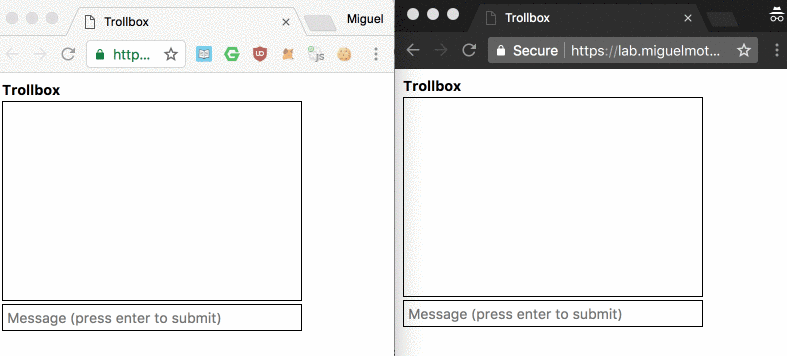 Trollbox
Miguel
http...
Trollbox
Message (press enter to submit)
Trollbox
Secure
https://lab.miguelmot...
Trollbox
Message (press enter to submit)